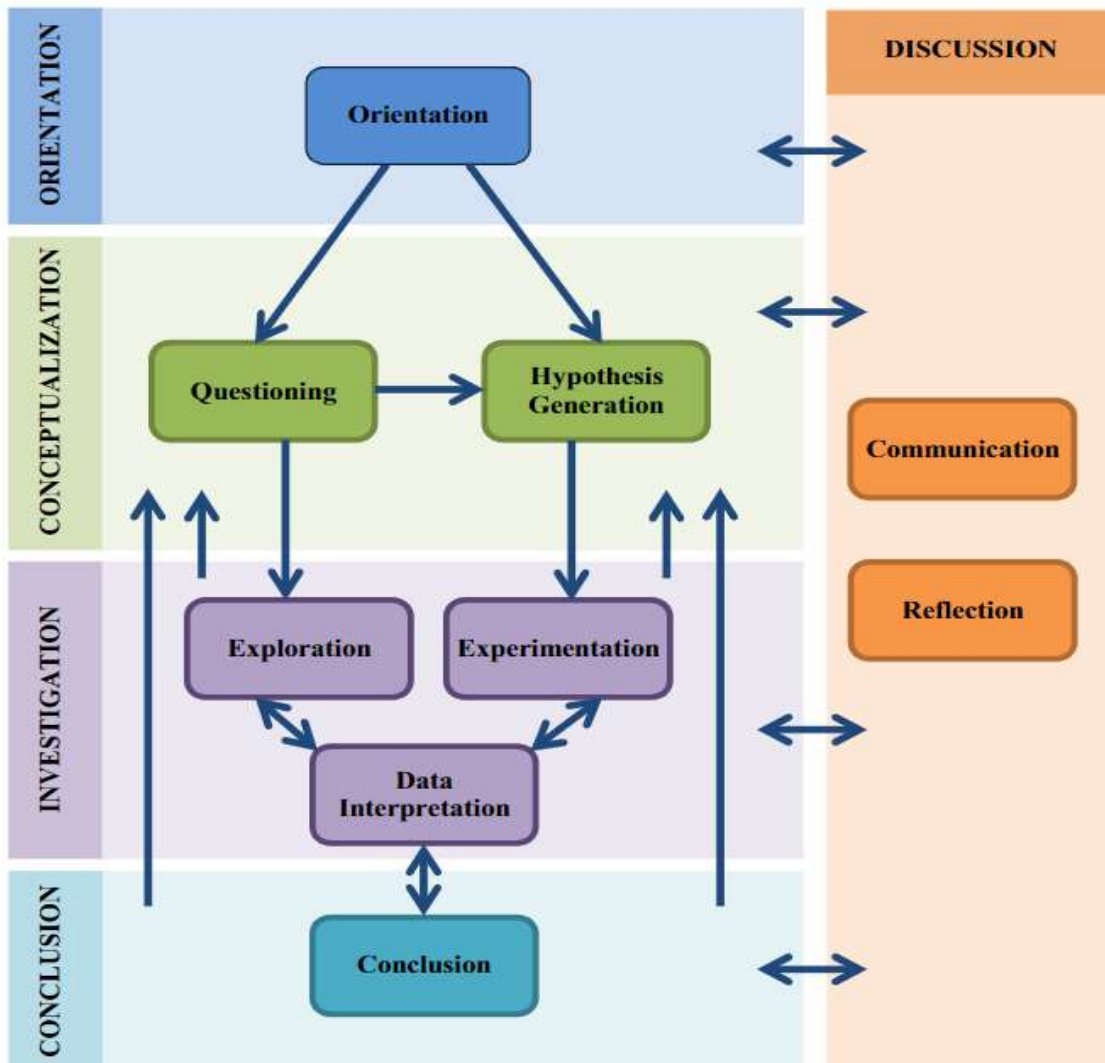 ORIENTATION
Orientation
DISCUSSION
CONCEPTUALIZATION
Questioning
Hypothesis
Generation
Communication
INVESTIGATION
Exploration
Experimentation
Reflection
Data
Interpretation
CONCLUSION
Conclusion